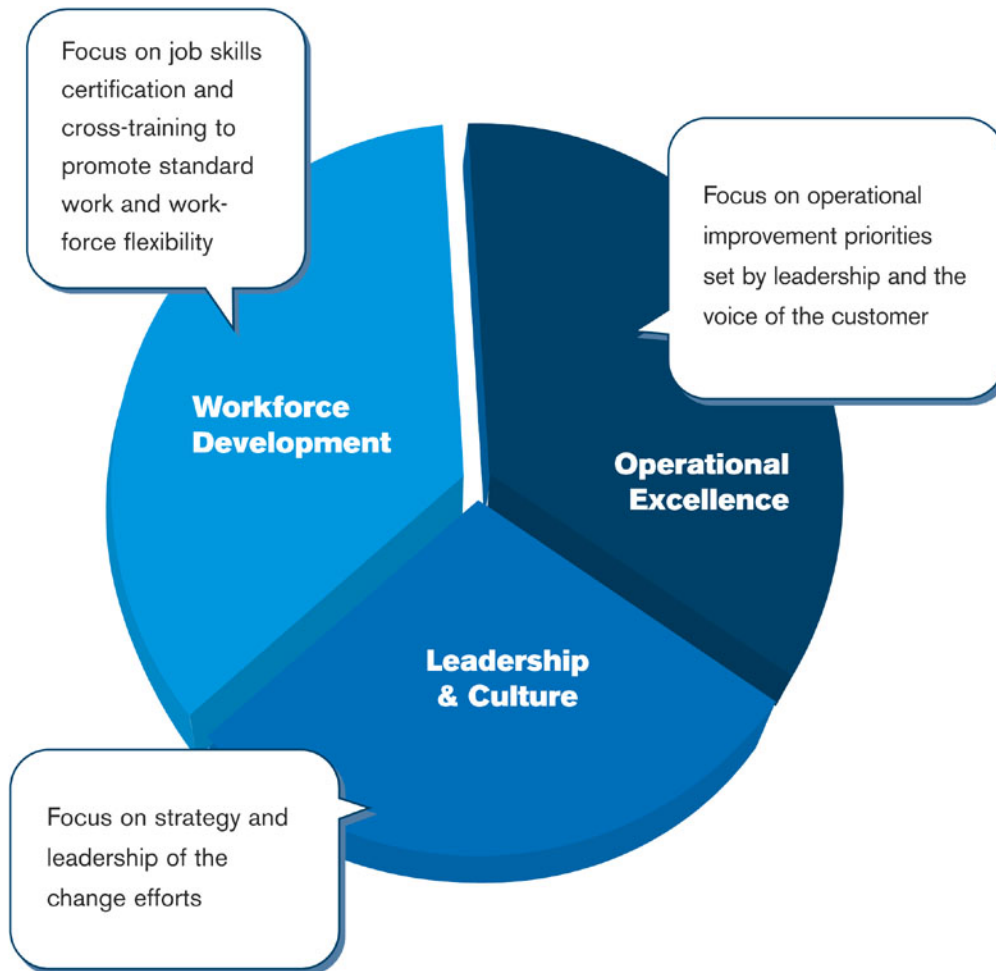 Focus on job skills
certification and
cross-training to
promote standard
work and work-
force flexibility
Focus on operational
improvement priorities
set by leadership and the
voice of the customer
Workforce
Development
Operational
Excellence
Leadership
& Culture
Focus on strategy and
leadership of the
change efforts